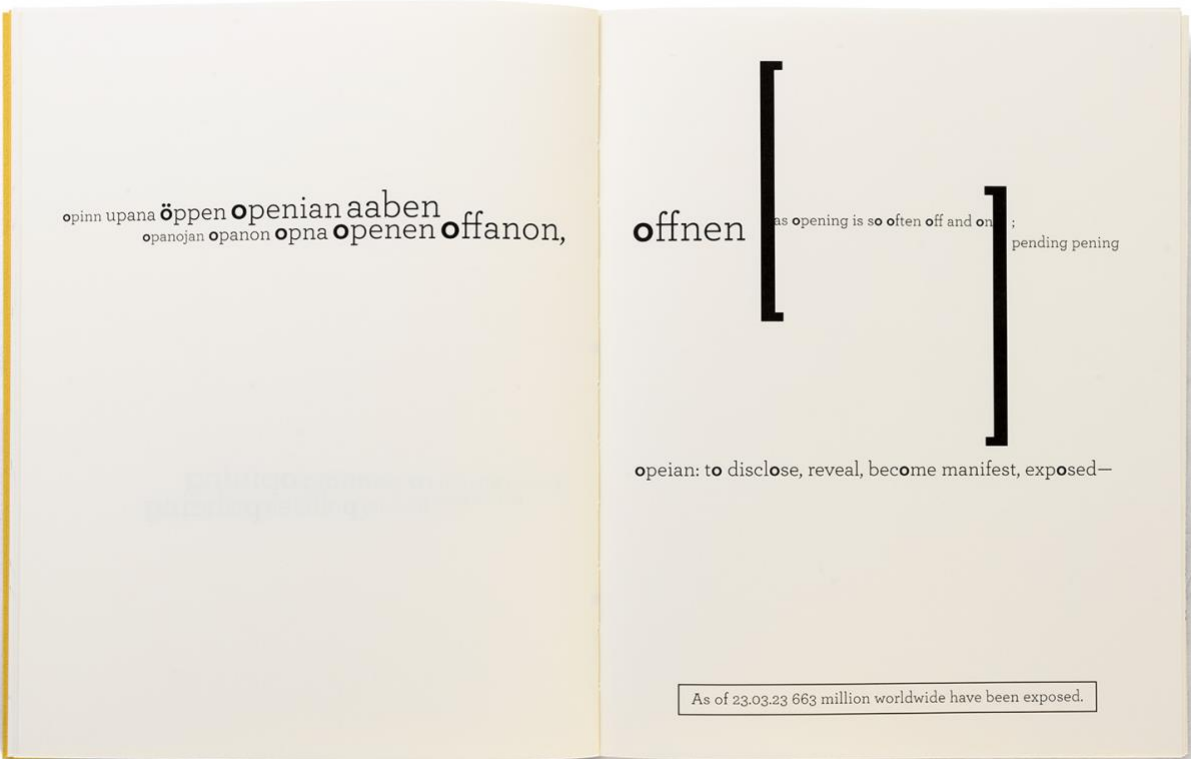 opinn upana öppen openian aaben
opanojan opanon opna openen offanon,
offnen [as opening is so often off and on] ;
pending pening
opeian: to disclose, reveal, become manifest, exposed—
As of 23.03.23 663 million worldwide have been exposed.